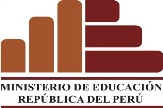 MINISTERIO DE EDUCACIÓN
REPÚBLICA DEL PERÚ